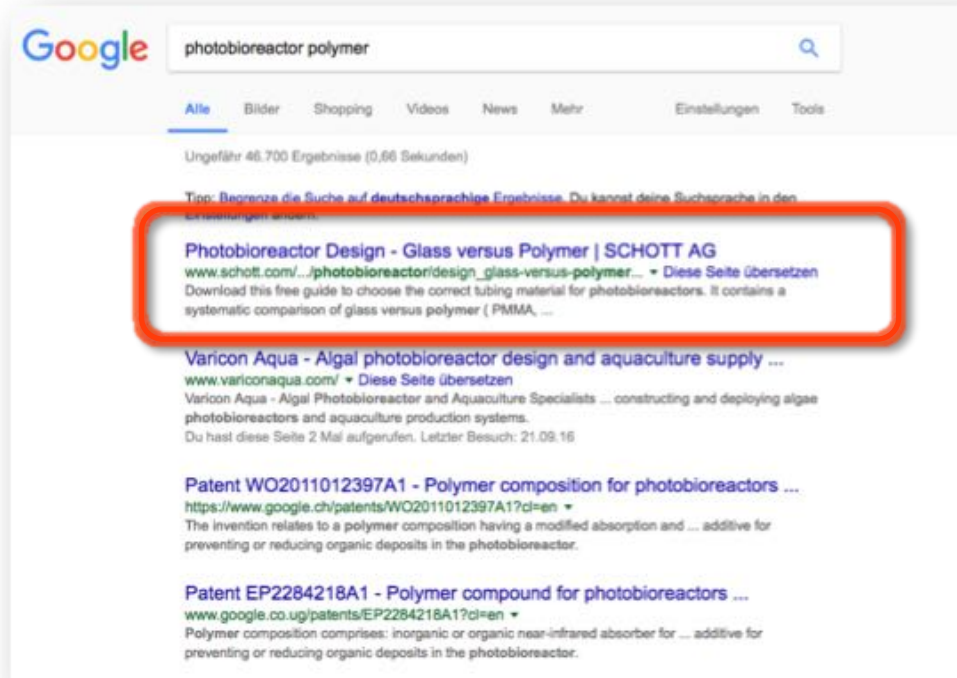 Google photobioreactor polymer
Alle Bilder Shopping Videos News Mehr Einstellungen Tools
Ungefähr 46.700 Ergebnisse (0,66 Sekunden)
Tipp: Begrenze die Suche auf deutschsprachige Ergebnisse. Du kannst deine Suchsprache in den
Einstellungen ändern.
Photobioreactor Design - Glass versus Polymer | SCHOTT AG
www.schott.com/.../photobioreactor/design_glass-versus-polymer... ▾ Diese Seite übersetzen
Download this free guide to choose the correct tubing material for photobioreactors. It contains a
systematic comparison of glass versus polymer ( PMMA, ...
Varicon Aqua - Algal photobioreactor design and aquaculture supply ...
www.variconaqua.com/ ▾ Diese Seite übersetzen
Varicon Aqua - Algal Photobioreactor and Aquaculture Specialists ... constructing and deploying algae
photobioreactors and aquaculture production systems.
Du hast diese Seite 2 Mal aufgerufen. Letzter Besuch: 21.09.16
Patent WO2011012397A1 - Polymer composition for photobioreactors ...
https://www.google.ch/patents/WO2011012397A1?cl=en ▾
The invention relates to a polymer composition having a modified absorption and ... additive for
preventing or reducing organic deposits in the photobioreactor.
Patent EP2284218A1 - Polymer compound for photobioreactors ...
www.google.co.ug/patents/EP2284218A1?cl=en ▾
Polymer composition comprises: inorganic or organic near-infrared absorber for ... additive for
preventing or reducing organic deposits in the photobioreactor.